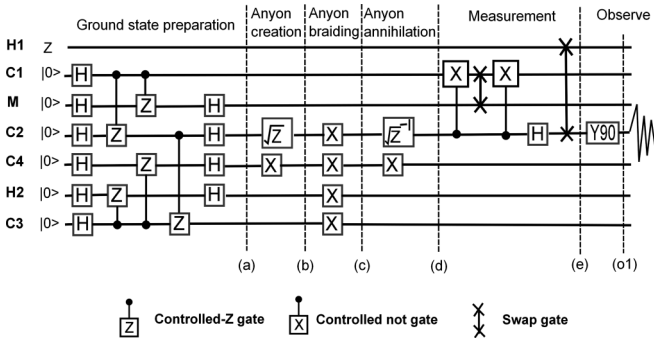 Ground state preparation
Anyon creation
Anyon braiding
Anyon annihilation
Measurement
Observe
H1 Z
C1 |0> H X X
M |0> H Z H
C2 |0> H Z H √Z X √Z⁻¹ H Y90
C4 |0> H Z H X X X
H2 |0> H Z H X
C3 |0> H Z X
(a) (b) (c) (d) (e) (o1)
Z Controlled-Z gate
X Controlled not gate
Swap gate